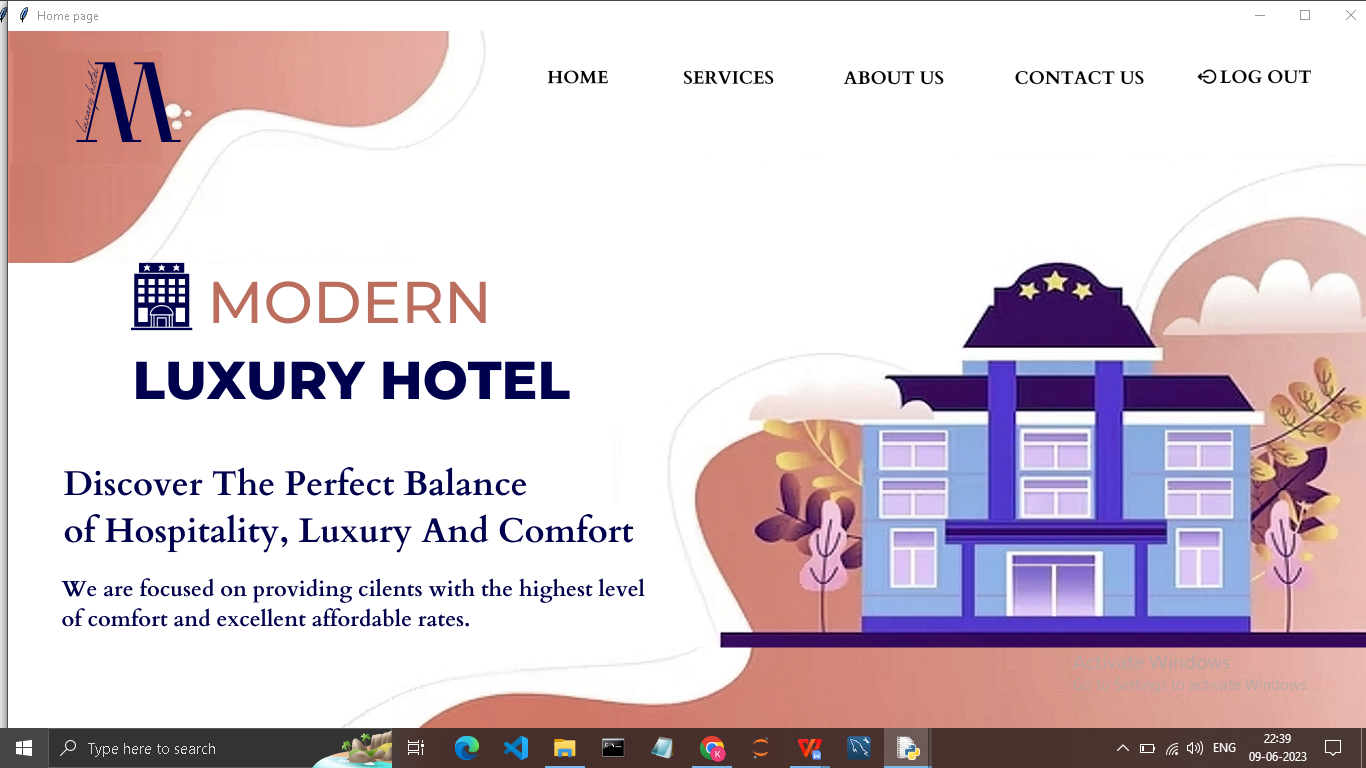 Home page
luxury hotel
M
HOME SERVICES ABOUT US CONTACT US LOG OUT
MODERN
LUXURY HOTEL
Discover The Perfect Balance
of Hospitality, Luxury And Comfort
We are focused on providing cilents with the highest level
of comfort and excellent affordable rates.
Activate Windows
Go to Settings to activate Windows.
Type here to search
K
ENG
22:39
09-06-2023